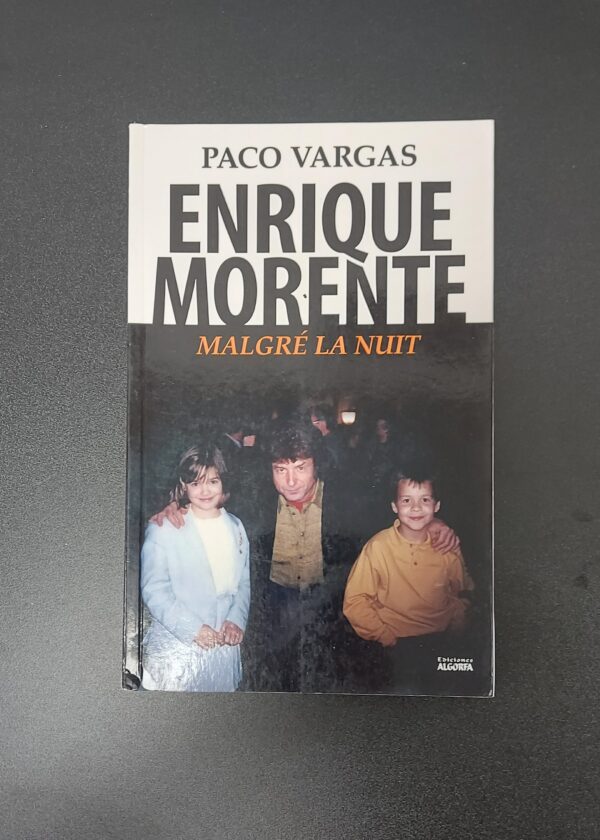 PACO VARGAS
ENRIQUE
MORENTE
MALGRÉ LA NUIT
Ediciones
ALGORFA